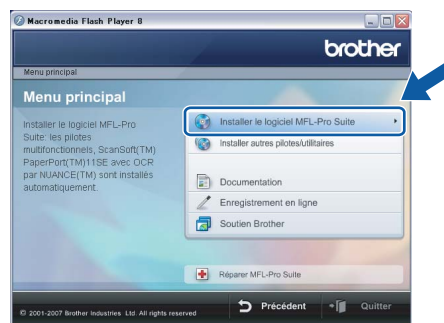 Macromedia Flash Player 8
brother
Menu principal
Menu principal
Installer le logiciel MFL-Pro
Suite: les pilotes
multifonctionnels, ScanSoft(TM)
PaperPort(TM)11SE avec OCR
par NUANCE(TM) sont installés
automatiquement.
Installer le logiciel MFL-Pro Suite
Installer autres pilotes/utilitaires
Documentation
Enregistrement en ligne
Soutien Brother
Réparer MFL-Pro Suite
© 2001-2007 Brother Industries Ltd. All rights reserved
Précédent
Quitter